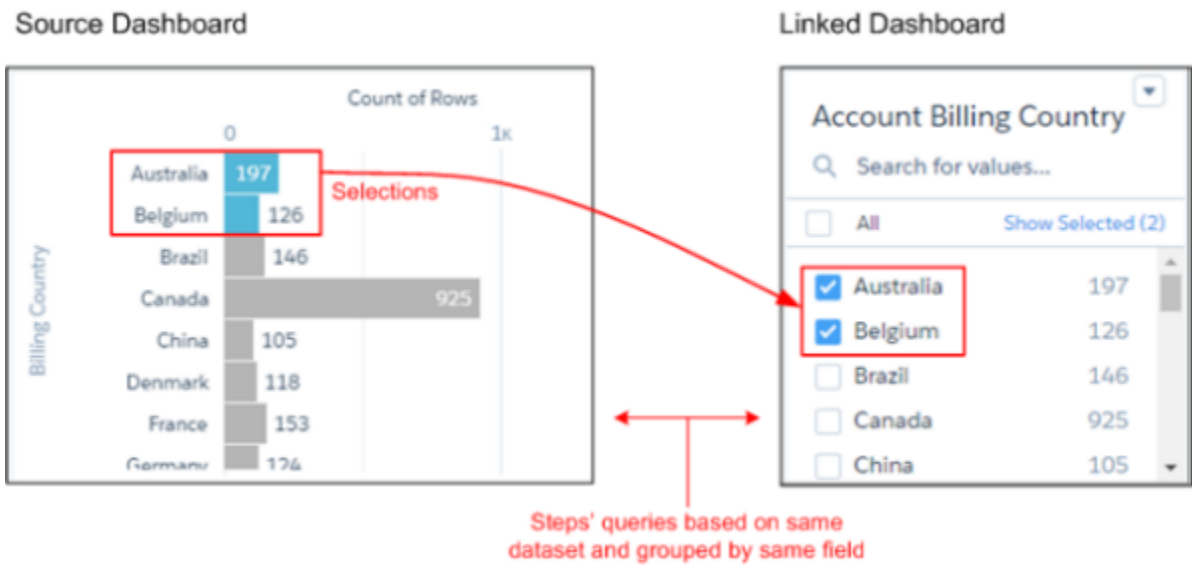 Source Dashboard
Linked Dashboard
Count of Rows
0
1K
Billing Country
Australia 197
Belgium 126
Brazil 146
Canada 925
China 105
Denmark 118
France 153
Germany 124
Selections
Account Billing Country
Search for values...
All Show Selected (2)
Australia 197
Belgium 126
Brazil 146
Canada 925
China 105
Steps' queries based on same
dataset and grouped by same field